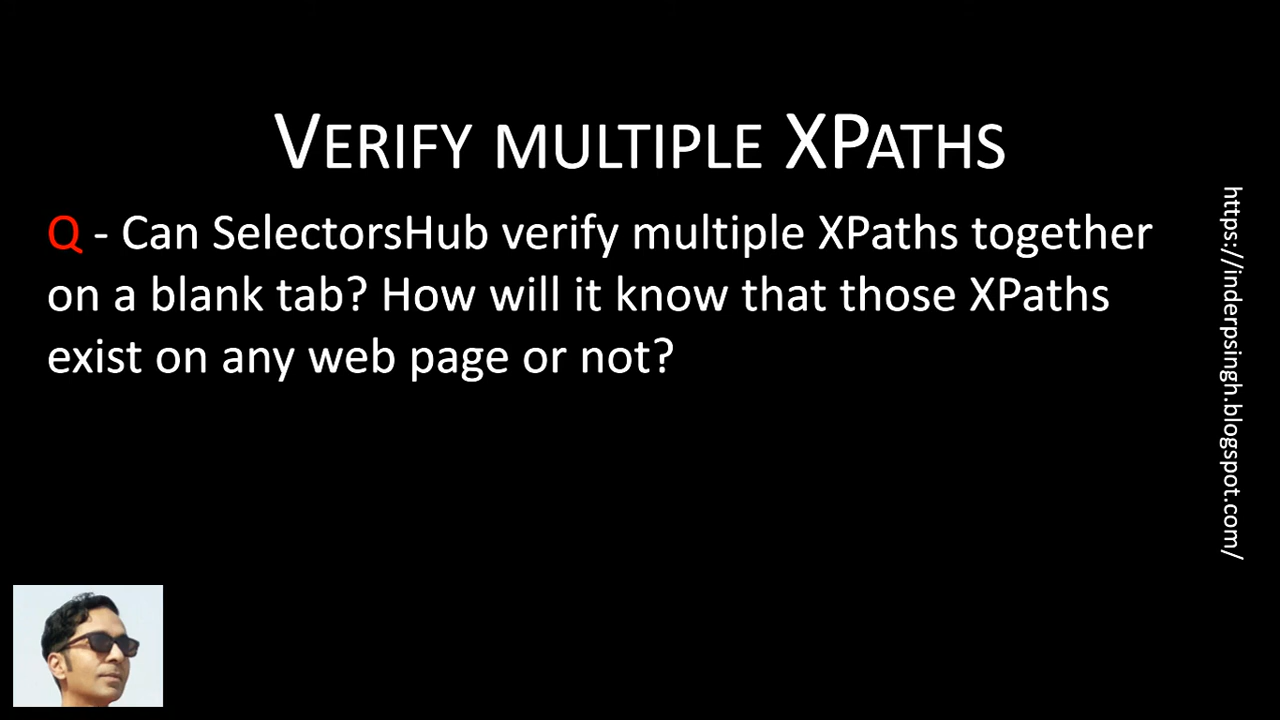 VERIFY MULTIPLE XPATHS
Q - Can SelectorsHub verify multiple XPaths together
on a blank tab? How will it know that those XPaths
exist on any web page or not?
https://inderpsingh.blogspot.com/